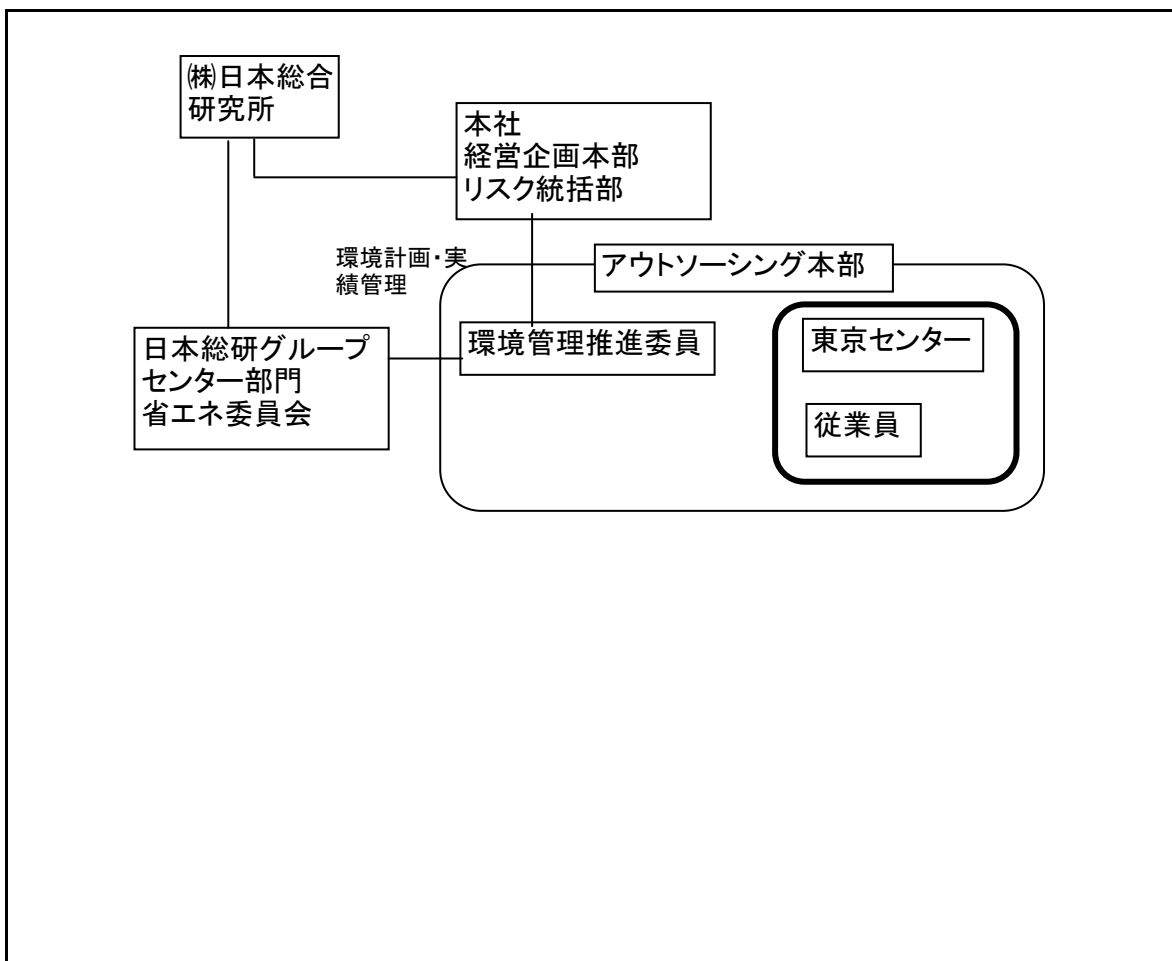 ㈱日本総合
研究所
本社
経営企画本部
リスク統括部
環境計画・実
績管理
アウトソーシング本部
日本総研グループ
センター部門
省エネ委員会
環境管理推進委員
東京センター
従業員